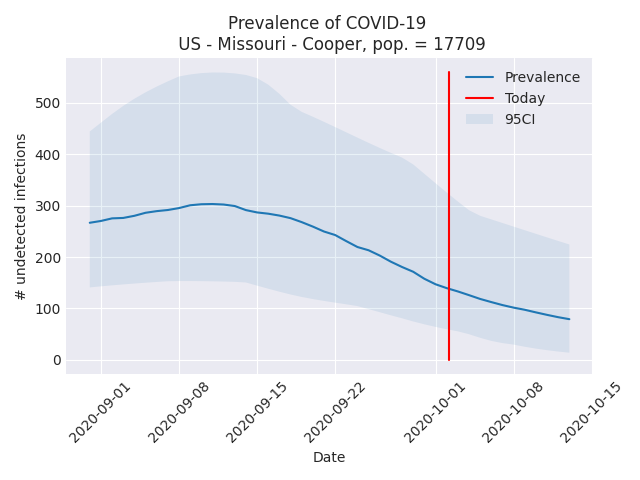 Prevalence of COVID-19
US - Missouri - Cooper, pop. = 17709
Prevalence
Today
95CI
# undetected infections
500
400
300
200
100
0
2020-09-01
2020-09-08
2020-09-15
2020-09-22
2020-10-01
2020-10-08
2020-10-15
Date